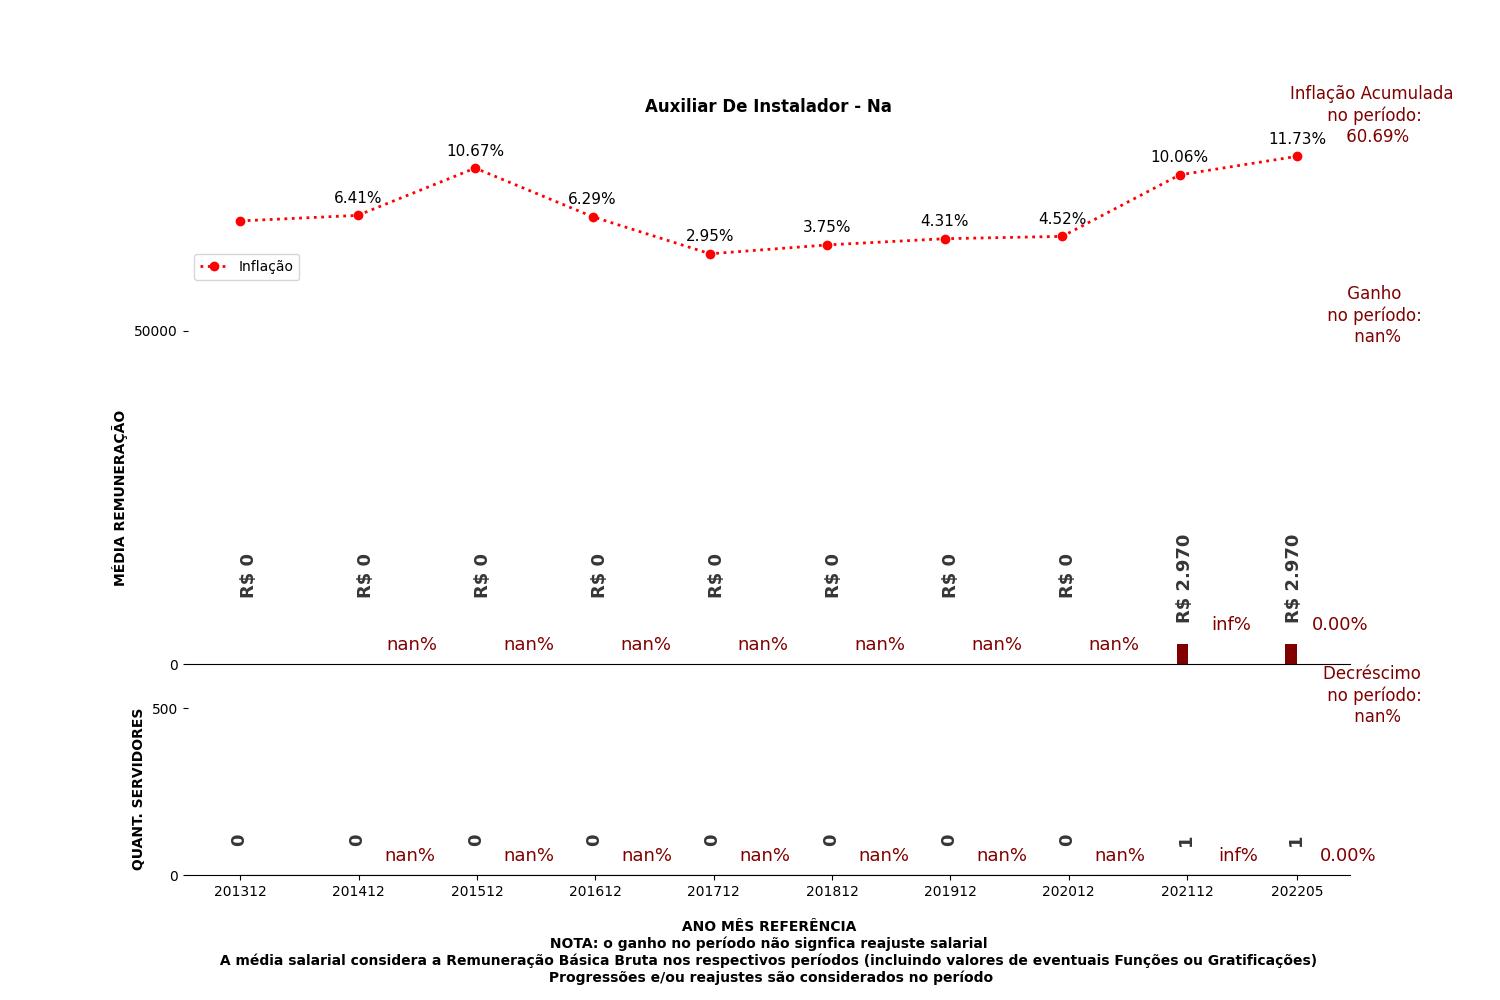 Auxiliar De Instalador - Na
Inflação Acumulada
no período:
60.69%
6.41%
10.67%
6.29%
2.95%
3.75%
4.31%
4.52%
10.06%
11.73%
Inflação
Ganho
no período:
nan%
50000
0
MÉDIA REMUNERAÇÃO
R$ 0
R$ 0
R$ 0
R$ 0
R$ 0
R$ 0
R$ 0
R$ 0
R$ 2.970
R$ 2.970
nan%
nan%
nan%
nan%
nan%
nan%
nan%
inf%
0.00%
Decréscimo
no período:
nan%
500
0
QUANT. SERVIDORES
0
0
0
0
0
0
0
0
1
1
nan%
nan%
nan%
nan%
nan%
nan%
nan%
inf%
0.00%
201312
201412
201512
201612
201712
201812
201912
202012
202112
202205
ANO MÊS REFERÊNCIA
NOTA: o ganho no período não signfica reajuste salarial
A média salarial considera a Remuneração Básica Bruta nos respectivos períodos (incluindo valores de eventuais Funções ou Gratificações)
Progressões e/ou reajustes são considerados no período